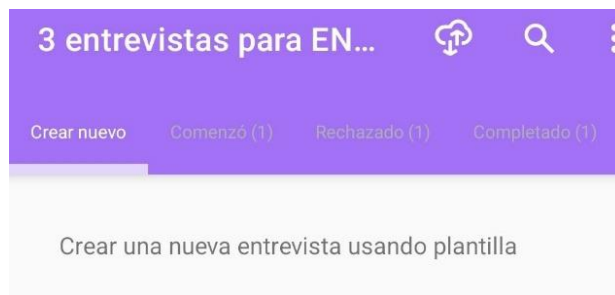 3 entrevistas para EN...
Crear nuevo Comenzó (1) Rechazado (1) Completado (1)
Crear una nueva entrevista usando plantilla